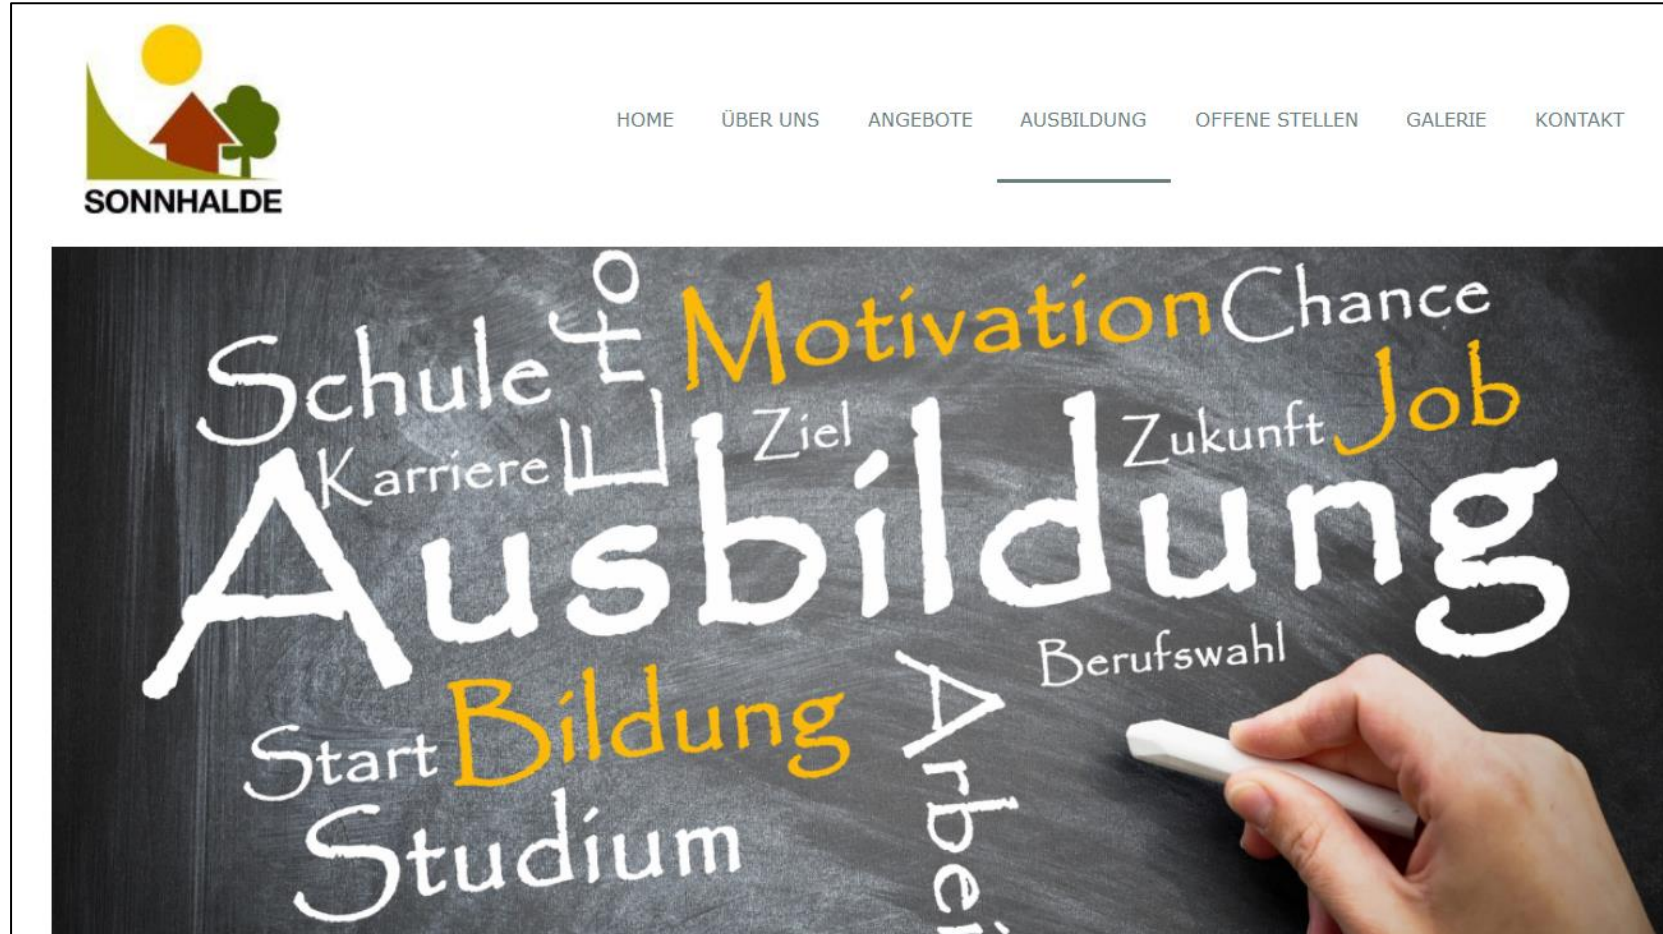 SONNHALDE
HOME ÜBER UNS ANGEBOTE AUSBILDUNG OFFENE STELLEN GALERIE KONTAKT
Motivation Chance
Schule
Job
Ziel
Zukunft
Karriere
Ausbildung
Berufswahl
Bildung
Start
Studium